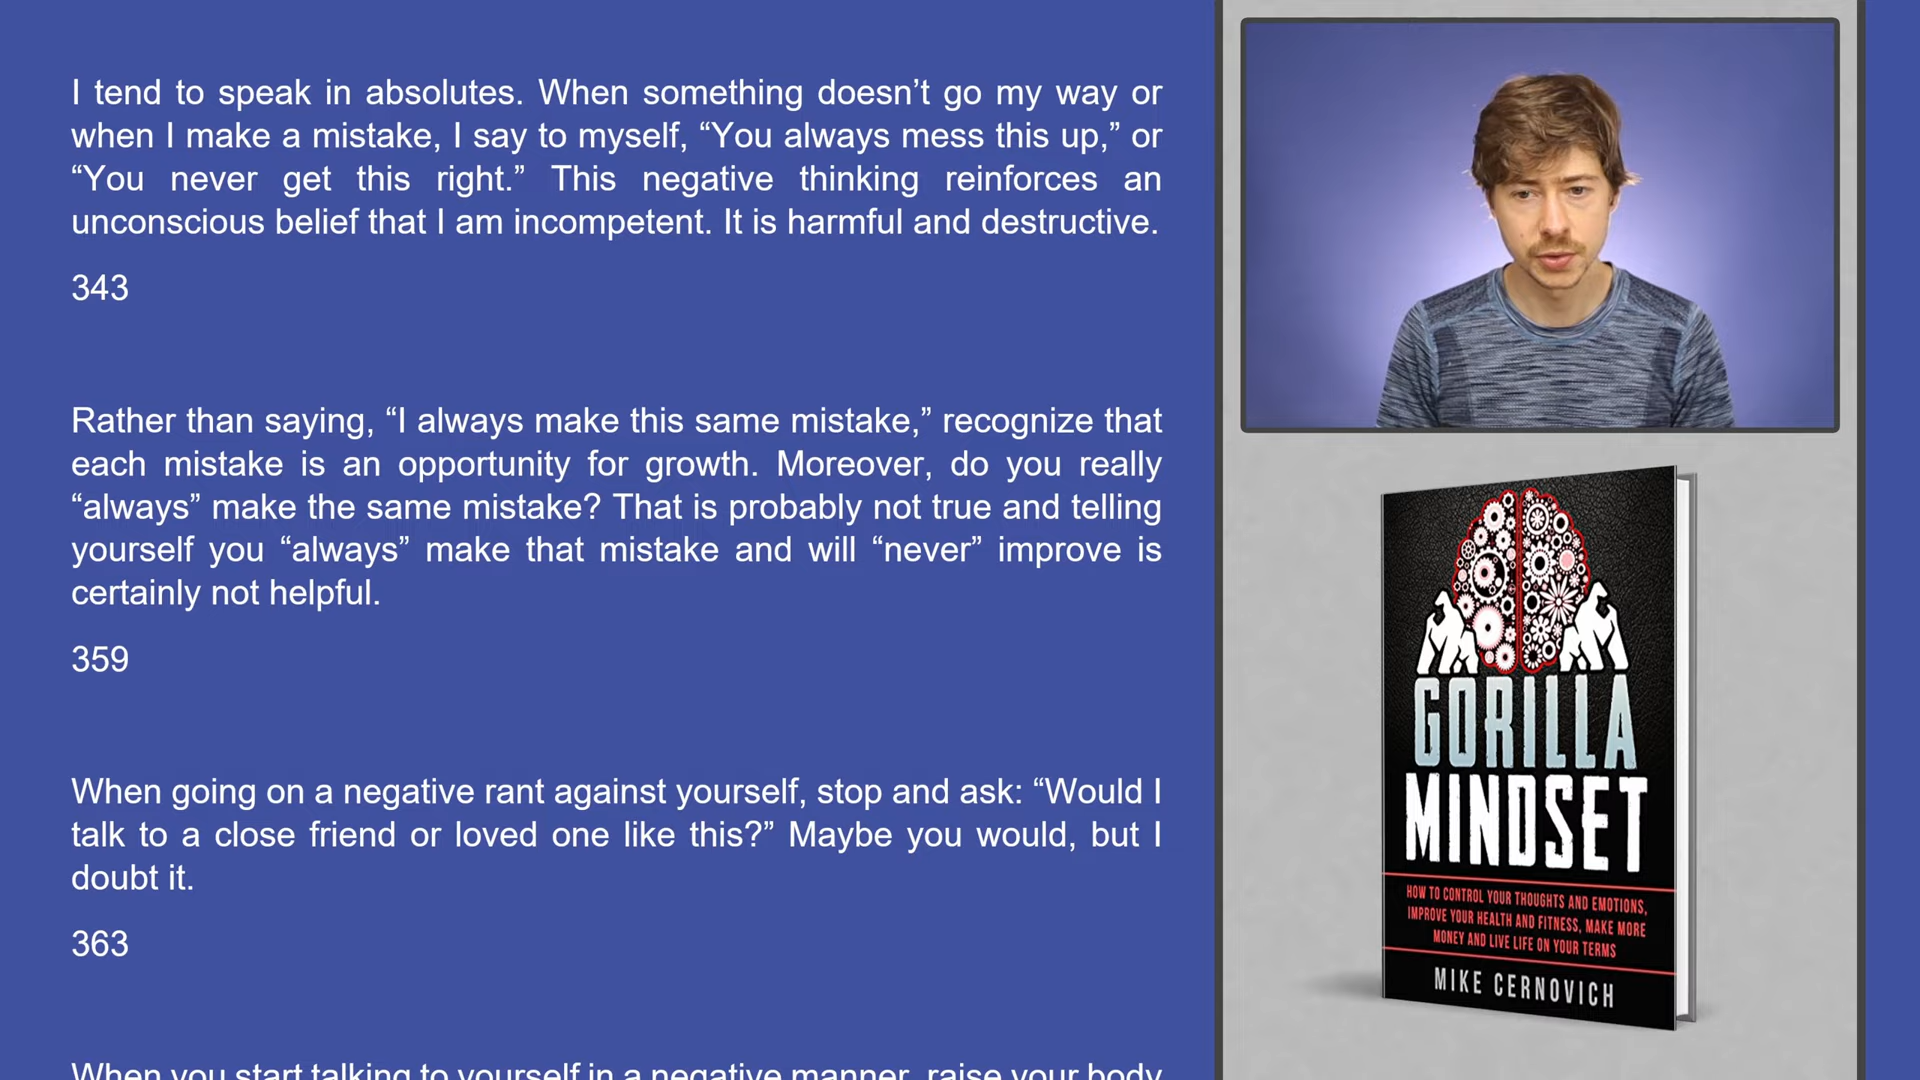 I tend to speak in absolutes. When something doesn’t go my way or
when I make a mistake, I say to myself, “You always mess this up,” or
“You never get this right.” This negative thinking reinforces an
unconscious belief that I am incompetent. It is harmful and destructive.
343
Rather than saying, “I always make this same mistake,” recognize that
each mistake is an opportunity for growth. Moreover, do you really
“always” make the same mistake? That is probably not true and telling
yourself you “always” make that mistake and will “never” improve is
certainly not helpful.
359
When going on a negative rant against yourself, stop and ask: “Would I
talk to a close friend or loved one like this?” Maybe you would, but I
doubt it.
363
When you start talking to yourself in a negative manner, raise your body
GORILLA
MINDSET
HOW TO CONTROL YOUR THOUGHTS AND EMOTIONS,
IMPROVE YOUR HEALTH AND FITNESS, MAKE MORE
MONEY AND LIVE LIFE ON YOUR TERMS
MIKE CERNOVICH